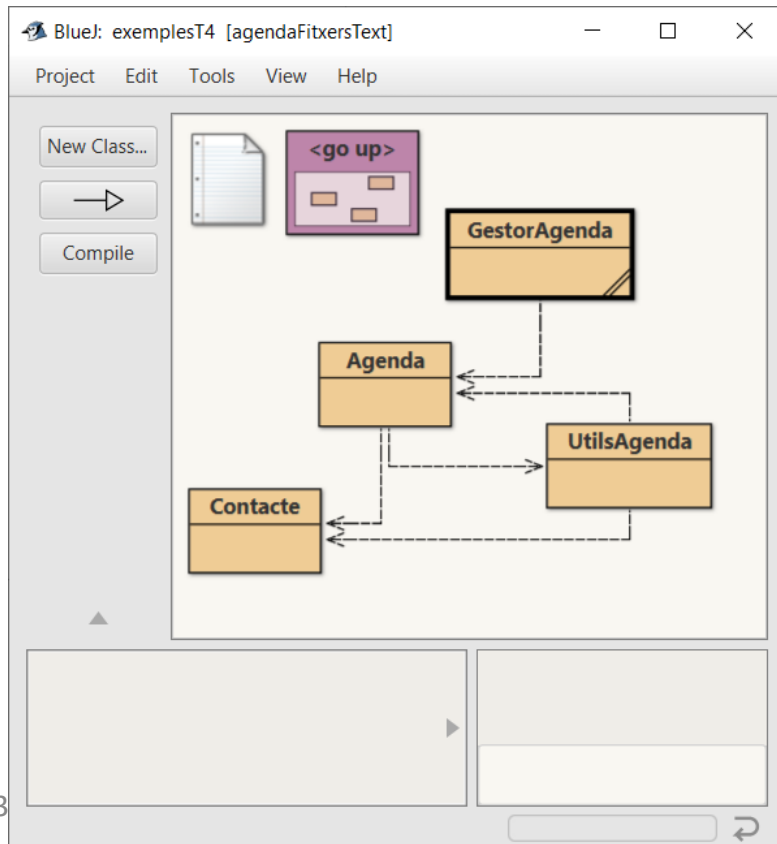 BlueJ: exemplesT4 [agendaFitxersText]
Project Edit Tools View Help
New Class...
Compile
<go up>
GestorAgenda
Agenda
UtilsAgenda
Contacte